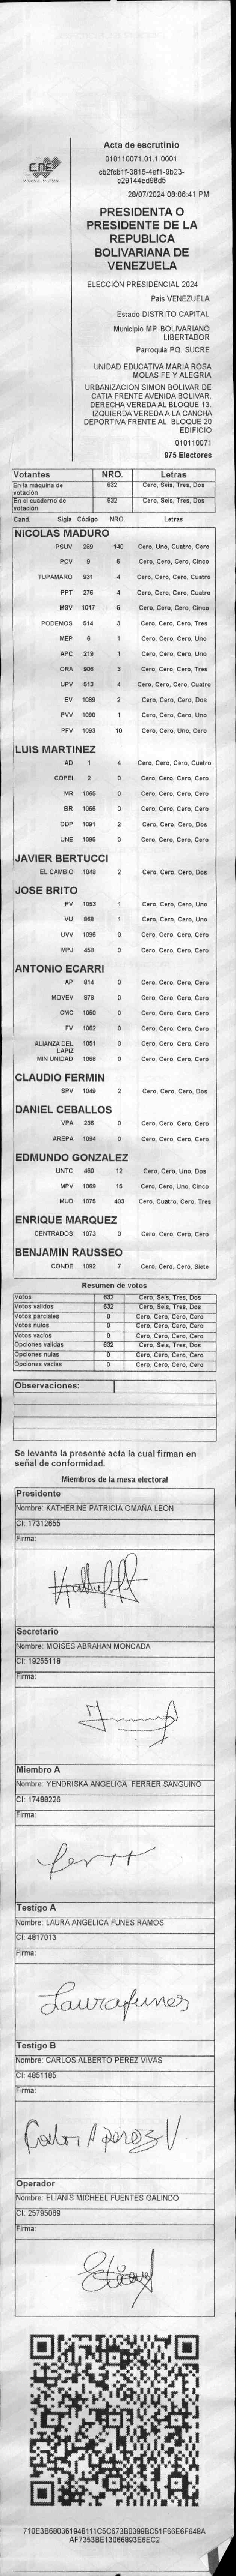 Acta de escrutinio
CNE
010110071.01.1.0001
cb2fcb1f-3815-4ef1-9b23-
c29144ed98d5
28/07/2024 08:06:41 PM
PRESIDENTA O
PRESIDENTE DE LA
REPUBLICA
BOLIVARIANA DE
VENEZUELA
ELECCIÓN PRESIDENCIAL 2024
Pais VENEZUELA
Estado DISTRITO CAPITAL
Municipio MP. BOLIVARIANO
LIBERTADOR
Parroquia PQ. SUCRE
UNIDAD EDUCATIVA MARIA ROSA
MOLAS FE Y ALEGRIA
URBANIZACION SIMON BOLIVAR DE
CATIA FRENTE AVENIDA BOLIVAR.
DERECHA VEREDA AL BLOQUE 13.
IZQUIERDA VEREDA A LA CANCHA
DEPORTIVA FRENTE AL BLOQUE 20
EDIFICIO
010110071
975 Electores
Votantes NRO. Letras
En la máquina de votación 632 Cero, Seis, Tres, Dos
En el cuaderno de votación 632 Cero, Seis, Tres, Dos
Cand. Sigla Código NRO. Letras
NICOLAS MADURO
PSUV 269 140 Cero, Uno, Cuatro, Cero
PCV 9 5 Cero, Cero, Cero, Cinco
TUPAMARO 931 4 Cero, Cero, Cero, Cuatro
PPT 276 4 Cero, Cero, Cero, Cuatro
MSV 1017 5 Cero, Cero, Cero, Cinco
PODEMOS 514 3 Cero, Cero, Cero, Tres
MEP 6 1 Cero, Cero, Cero, Uno
APC 219 1 Cero, Cero, Cero, Uno
ORA 906 3 Cero, Cero, Cero, Tres
UPV 513 4 Cero, Cero, Cero, Cuatro
EV 1089 2 Cero, Cero, Cero, Dos
PVV 1090 1 Cero, Cero, Cero, Uno
PFV 1093 10 Cero, Cero, Uno, Cero
LUIS MARTINEZ
AD 1 4 Cero, Cero, Cero, Cuatro
COPEI 2 0 Cero, Cero, Cero, Cero
MR 1066 0 Cero, Cero, Cero, Cero
BR 1068 0 Cero, Cero, Cero, Cero
DDP 1091 2 Cero, Cero, Cero, Dos
UNE 1095 0 Cero, Cero, Cero, Cero
JAVIER BERTUCCI
EL CAMBIO 1048 2 Cero, Cero, Cero, Dos
JOSE BRITO
PV 1053 1 Cero, Cero, Cero, Uno
VU 868 1 Cero, Cero, Cero, Uno
UVV 1096 0 Cero, Cero, Cero, Cero
MPJ 458 0 Cero, Cero, Cero, Cero
ANTONIO ECARRI
AP 814 0 Cero, Cero, Cero, Cero
MOVEV 878 0 Cero, Cero, Cero, Cero
CMC 1050 0 Cero, Cero, Cero, Cero
FV 1062 0 Cero, Cero, Cero, Cero
ALIANZA DEL LAPIZ 1051 0 Cero, Cero, Cero, Cero
MIN UNIDAD 1068 0 Cero, Cero, Cero, Cero
CLAUDIO FERMIN
SPV 1049 2 Cero, Cero, Cero, Dos
DANIEL CEBALLOS
VPA 236 0 Cero, Cero, Cero, Cero
AREPA 1094 0 Cero, Cero, Cero, Cero
EDMUNDO GONZALEZ
UNTC 460 12 Cero, Cero, Uno, Dos
MPV 1069 15 Cero, Cero, Uno, Cinco
MUD 1075 403 Cero, Cuatro, Cero, Tres
ENRIQUE MARQUEZ
CENTRADOS 1073 0 Cero, Cero, Cero, Cero
BENJAMIN RAUSSEO
CONDE 1092 7 Cero, Cero, Cero, Siete
Resumen de votos
Votos 632 Cero, Seis, Tres, Dos
Votos validos 632 Cero, Seis, Tres, Dos
Votos parciales 0 Cero, Cero, Cero, Cero
Votos nulos 0 Cero, Cero, Cero, Cero
Votos vacios 0 Cero, Cero, Cero, Cero
Opciones validas 632 Cero, Seis, Tres, Dos
Opciones nulas 0 Cero, Cero, Cero, Cero
Opciones vacias 0 Cero, Cero, Cero, Cero
Observaciones:
Se levanta la presente acta la cual firman en
señal de conformidad.
Miembros de la mesa electoral
Presidente
Nombre: KATHERINE PATRICIA OMAÑA LEON
CI: 17312655
Firma:
Secretario
Nombre: MOISES ABRAHAN MONCADA
CI: 19255118
Firma:
Miembro A
Nombre: YENDRISKA ANGELICA FERRER SANGUINO
CI: 17488226
Firma:
Testigo A
Nombre: LAURA ANGELICA FUNES RAMOS
CI: 4817013
Firma:
Laurafunes
Testigo B
Nombre: CARLOS ALBERTO PEREZ VIVAS
CI: 4851185
Firma:
Carlos A perez V
Operador
Nombre: ELIANIS MICHEEL FUENTES GALINDO
CI: 25795069
Firma:
710E3B680361948111C5C673B0399BC51F66E6F648A
AF7353BE13066893E6EC2